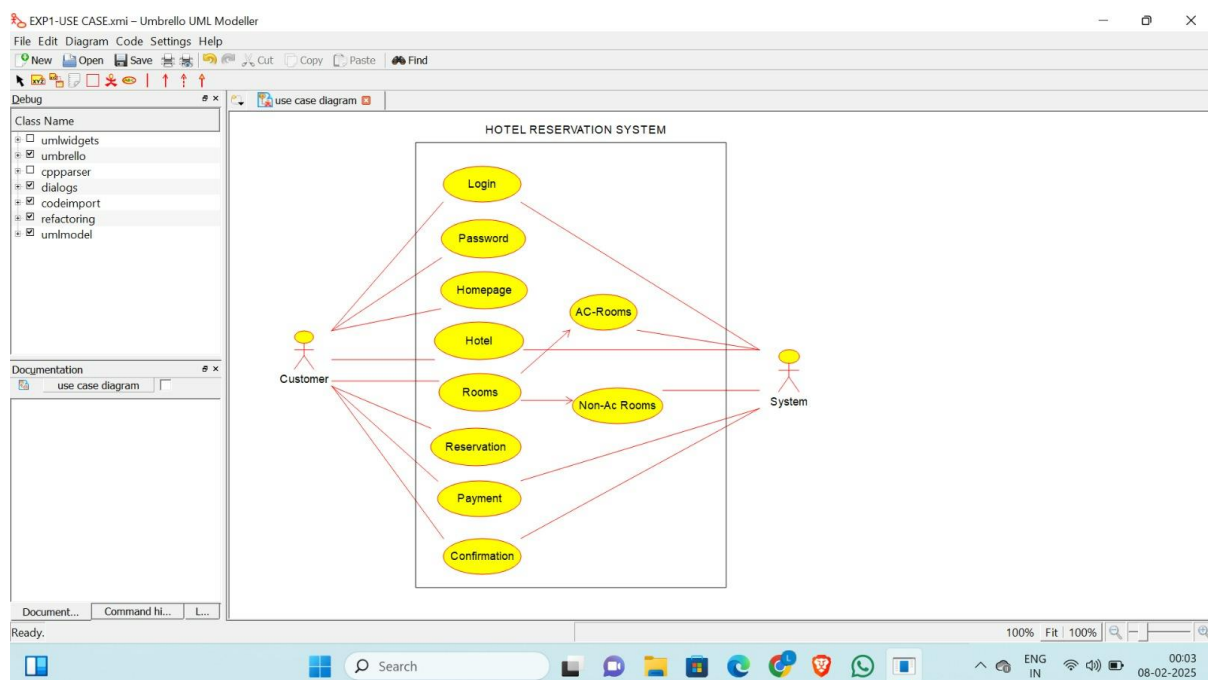 EXP1-USE CASE.xmi – Umbrello UML Modeller
File Edit Diagram Code Settings Help
New Open Save Cut Copy Paste Find
XYZ
Debug
use case diagram
Class Name
umlwidgets
umbrello
cppparser
dialogs
codeimport
refactoring
umlmodel
HOTEL RESERVATION SYSTEM
Login
Password
Homepage
AC-Rooms
Hotel
Customer
Rooms
Non-Ac Rooms
System
Reservation
Payment
Confirmation
Documentation
use case diagram
Document... Command hi... L...
Ready.
100% Fit 100%
Search
ENG
IN
00:03
08-02-2025